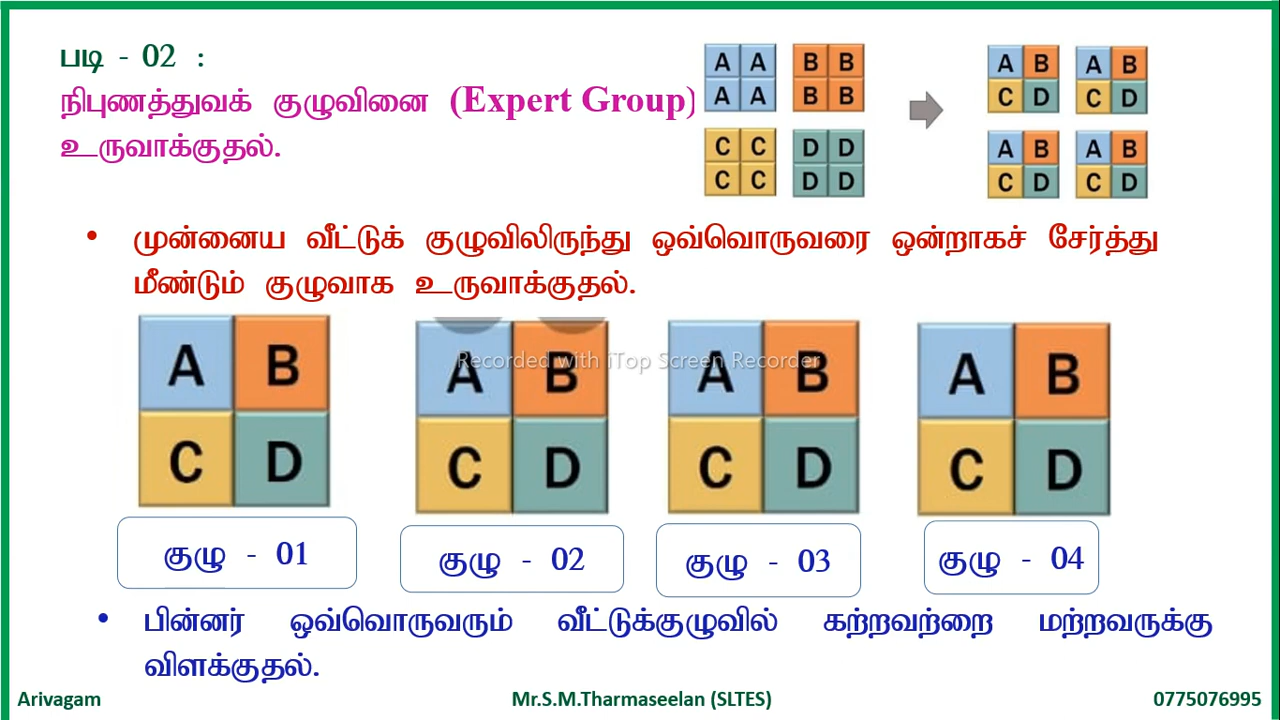 படி - 02 :
நிபுணத்துவக் குழுவினை (Expert Group)
உருவாக்குதல்.
A A B B
A A B B
C C D D
C C D D
A B A B
C D C D
A B A B
C D C D
• முன்னைய வீட்டுக் குழுவிலிருந்து ஒவ்வொருவரை ஒன்றாகச் சேர்த்து
மீண்டும் குழுவாக உருவாக்குதல்.
Recorded with iTop Screen Recorder
A B A B A B A B
C D C D C D C D
குழு - 01 குழு - 02 குழு - 03 குழு - 04
• பின்னர் ஒவ்வொருவரும் வீட்டுக்குழுவில் கற்றவற்றை மற்றவருக்கு
விளக்குதல்.
Arivagam Mr.S.M.Tharmaseelan (SLTES) 0775076995